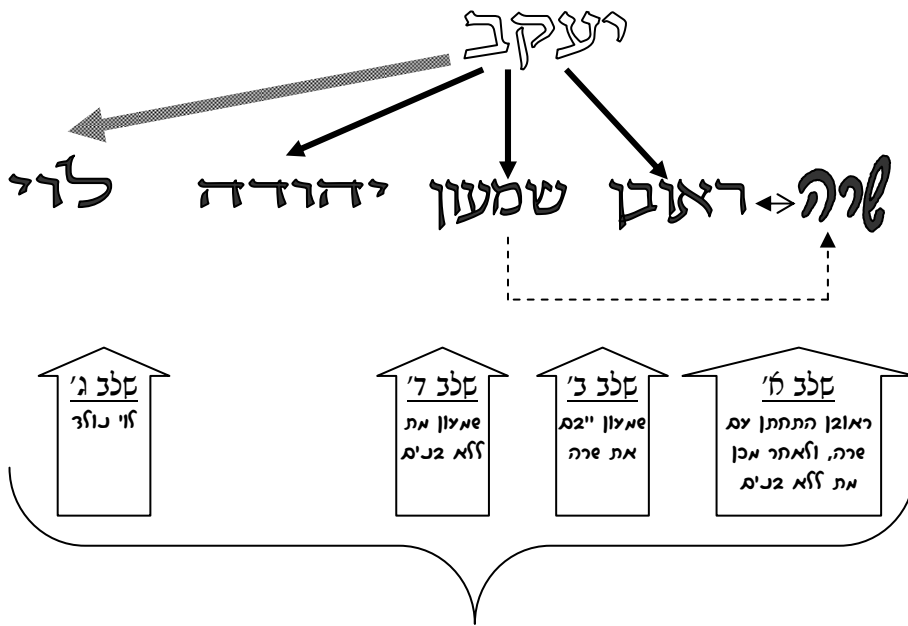 יעקב
שרה
ראובן
שמעון
יהודה
לוי
שלב א'
ראובן התחתן עם
שרה, ולאחר מכן
מת ללא בנים
שלב ב'
שמעון ייבם
את שרה
שלב ד'
שמעון מת
ללא בנים
שלב ג'
לוי נולד